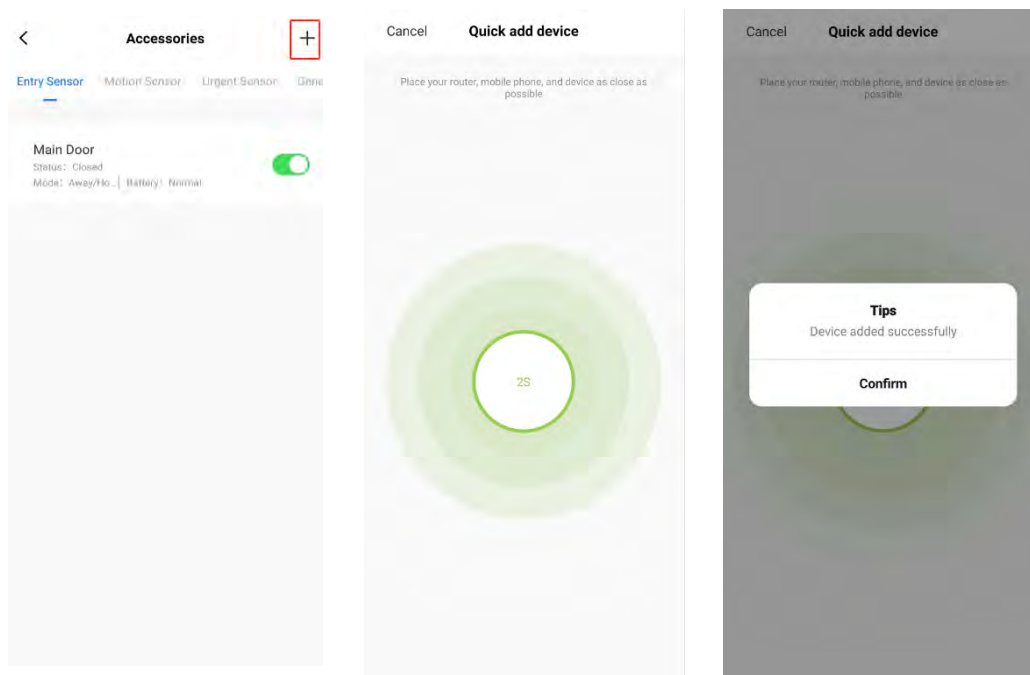 Accessories
Entry Sensor Motion Sensor Urgent Sensor Gene
Main Door
Status: Closed
Mode: Away/Ho... Battery: Normal
Cancel Quick add device
Place your router, mobile phone, and device as close as
possible
2S
Cancel Quick add device
Place your router, mobile phone, and device as close as
possible
Tips
Device added successfully
Confirm